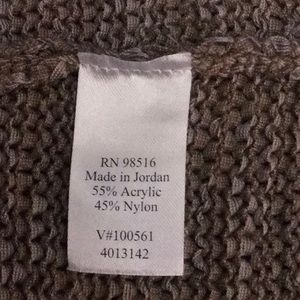 RN 98516
Made in Jordan
55% Acrylic
45% Nylon
V#100561
4013142